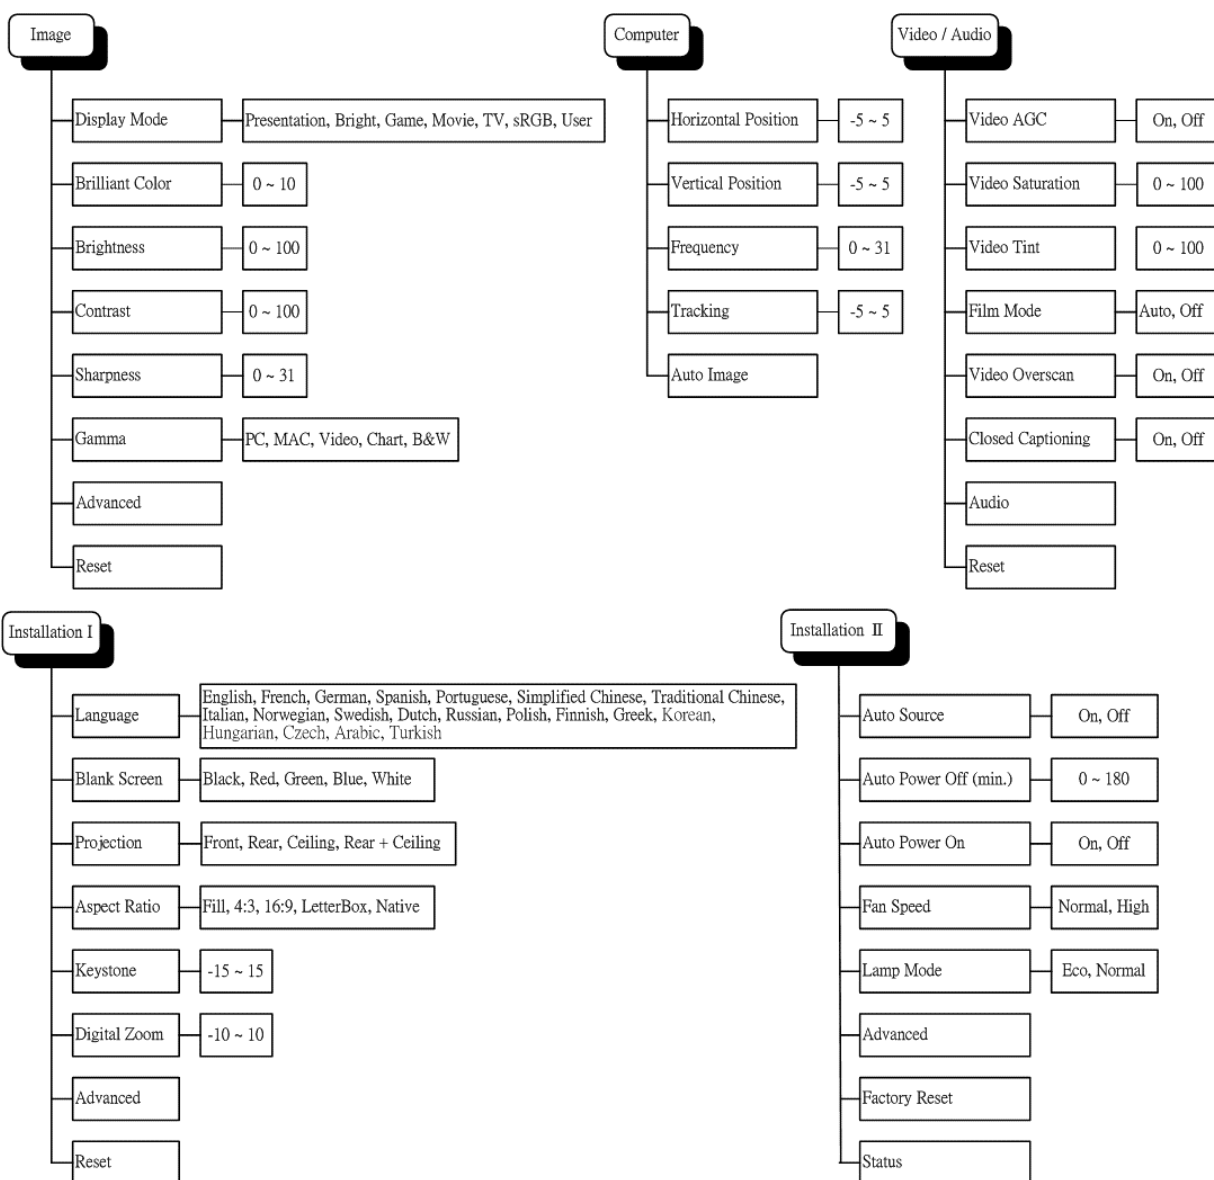 Image
Display Mode
Presentation, Bright, Game, Movie, TV, sRGB, User
Brilliant Color
0 ~ 10
Brightness
0 ~ 100
Contrast
0 ~ 100
Sharpness
0 ~ 31
Gamma
PC, MAC, Video, Chart, B&W
Advanced
Reset
Computer
Horizontal Position
-5 ~ 5
Vertical Position
-5 ~ 5
Frequency
0 ~ 31
Tracking
-5 ~ 5
Auto Image
Video / Audio
Video AGC
On, Off
Video Saturation
0 ~ 100
Video Tint
0 ~ 100
Film Mode
Auto, Off
Video Overscan
On, Off
Closed Captioning
On, Off
Audio
Reset
Installation I
Language
English, French, German, Spanish, Portuguese, Simplified Chinese, Traditional Chinese,
Italian, Norwegian, Swedish, Dutch, Russian, Polish, Finnish, Greek, Korean,
Hungarian, Czech, Arabic, Turkish
Blank Screen
Black, Red, Green, Blue, White
Projection
Front, Rear, Ceiling, Rear + Ceiling
Aspect Ratio
Fill, 4:3, 16:9, LetterBox, Native
Keystone
-15 ~ 15
Digital Zoom
-10 ~ 10
Advanced
Reset
Installation II
Auto Source
On, Off
Auto Power Off (min.)
0 ~ 180
Auto Power On
On, Off
Fan Speed
Normal, High
Lamp Mode
Eco, Normal
Advanced
Factory Reset
Status